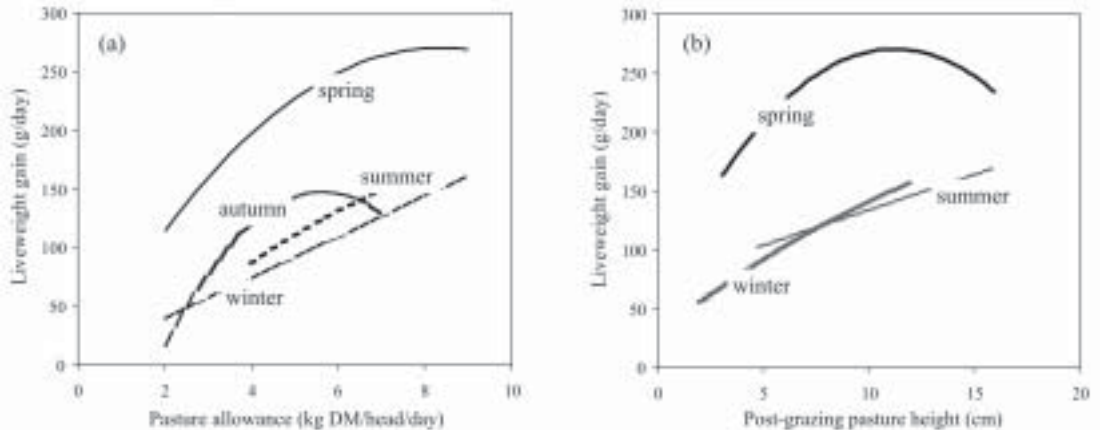 (a)
300
250
200
150
100
50
0
0 2 4 6 8 10
Liveweight gain (g/day)
Pasture allowance (kg DM/head/day)
spring
summer
autumn
winter
(b)
300
250
200
150
100
50
0
0 5 10 15 20
Liveweight gain (g/day)
Post-grazing pasture height (cm)
spring
summer
winter